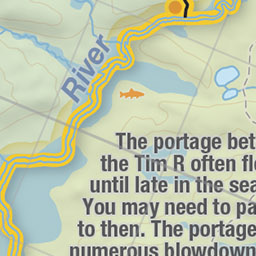 River
The portage bet
the Tim R often flo
until late in the sea
You may need to pa
to then. The portage
numerous blowdown